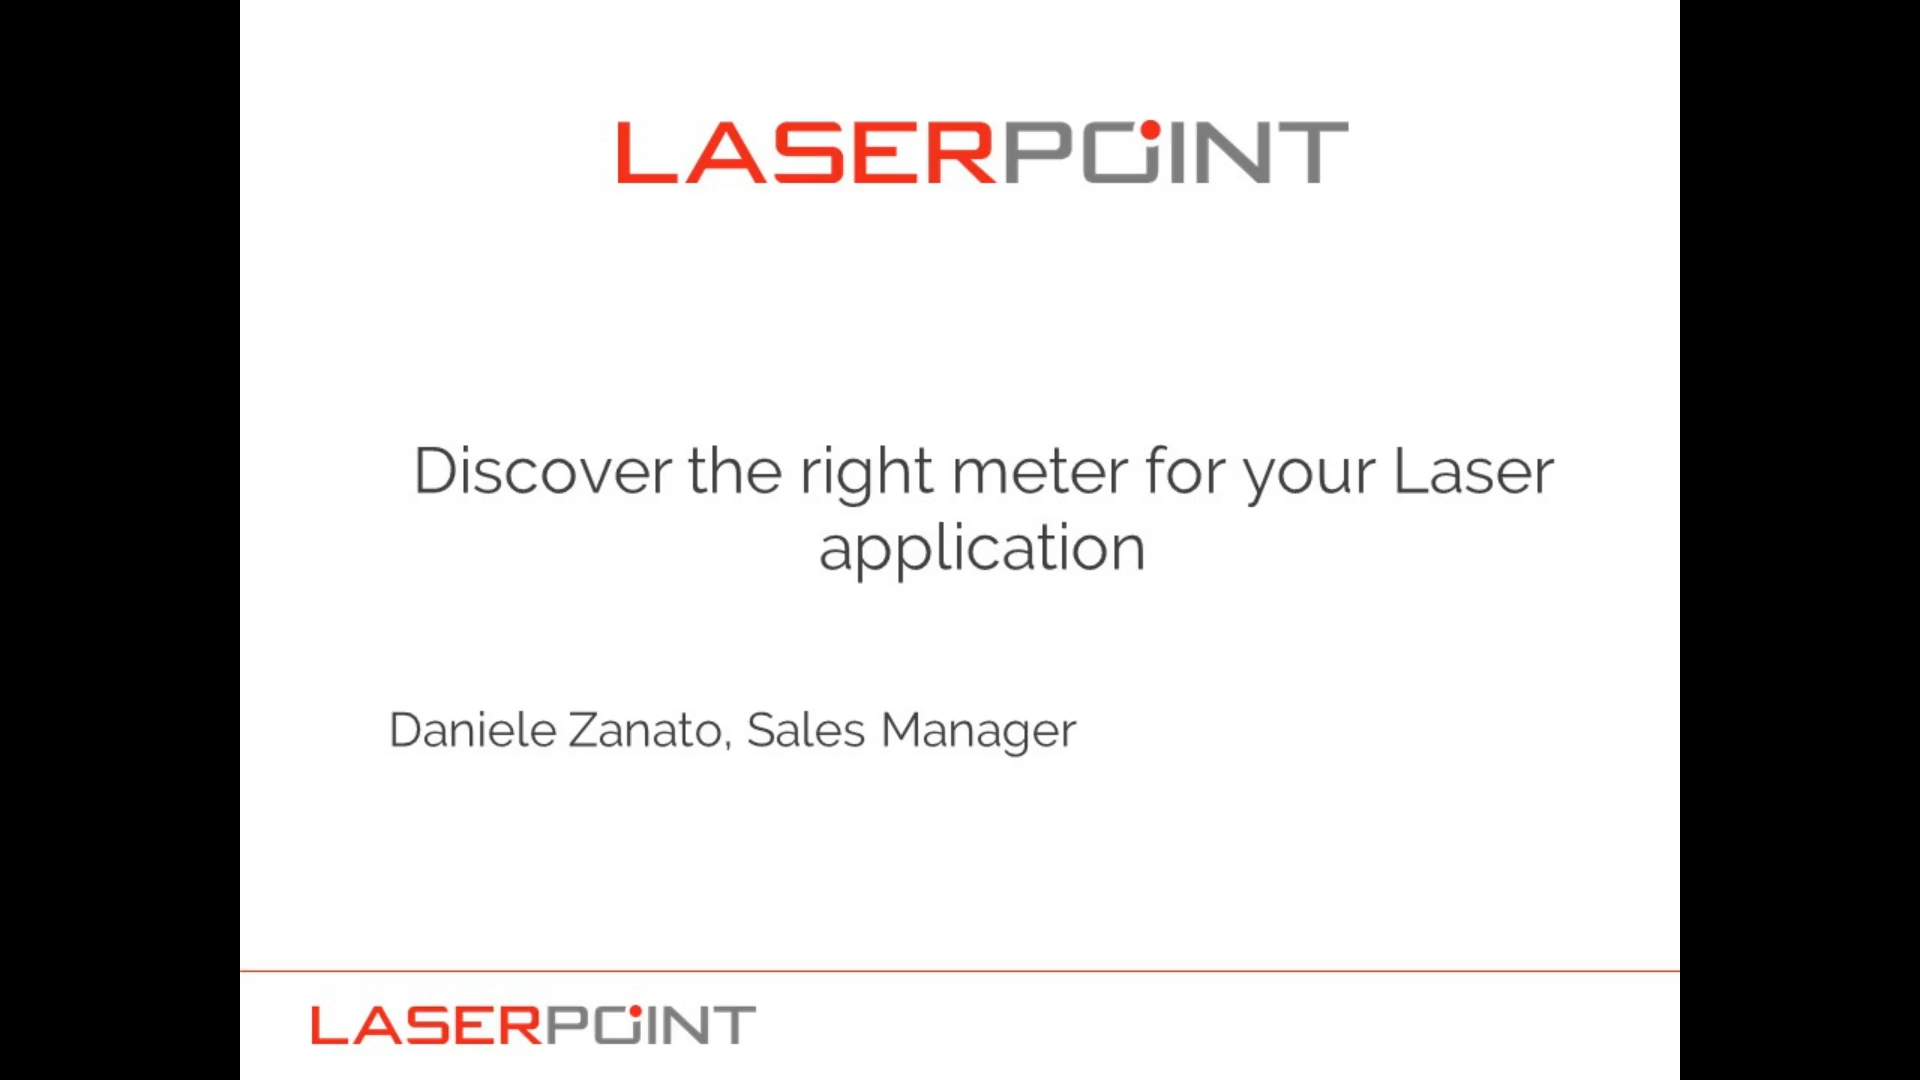 LASERPOINT
Discover the right meter for your Laser
application
Daniele Zanato, Sales Manager
LASERPOINT